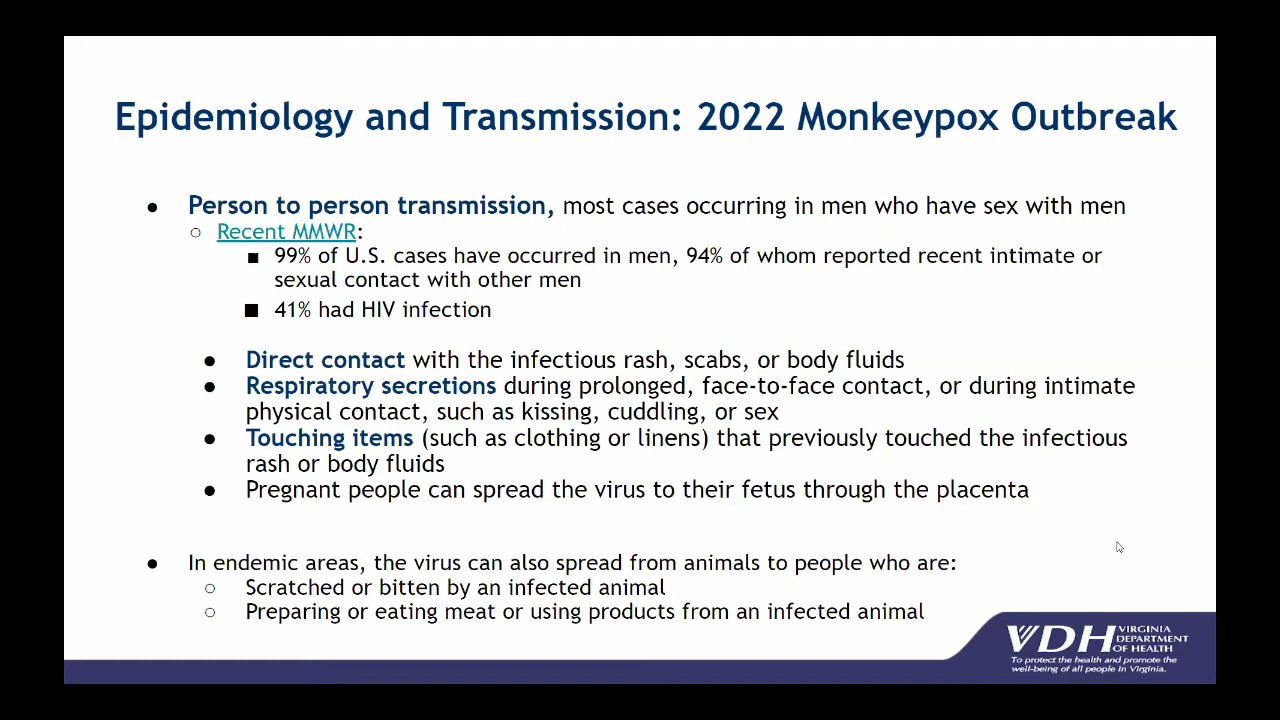 Epidemiology and Transmission: 2022 Monkeypox Outbreak
● Person to person transmission, most cases occurring in men who have sex with men
○ Recent MMWR:
■ 99% of U.S. cases have occurred in men, 94% of whom reported recent intimate or
sexual contact with other men
■ 41% had HIV infection
● Direct contact with the infectious rash, scabs, or body fluids
● Respiratory secretions during prolonged, face-to-face contact, or during intimate
physical contact, such as kissing, cuddling, or sex
● Touching items (such as clothing or linens) that previously touched the infectious
rash or body fluids
● Pregnant people can spread the virus to their fetus through the placenta
● In endemic areas, the virus can also spread from animals to people who are:
○ Scratched or bitten by an infected animal
○ Preparing or eating meat or using products from an infected animal
VDH VIRGINIA
DEPARTMENT
OF HEALTH
To protect the health and promote the
well-being of all people in Virginia.